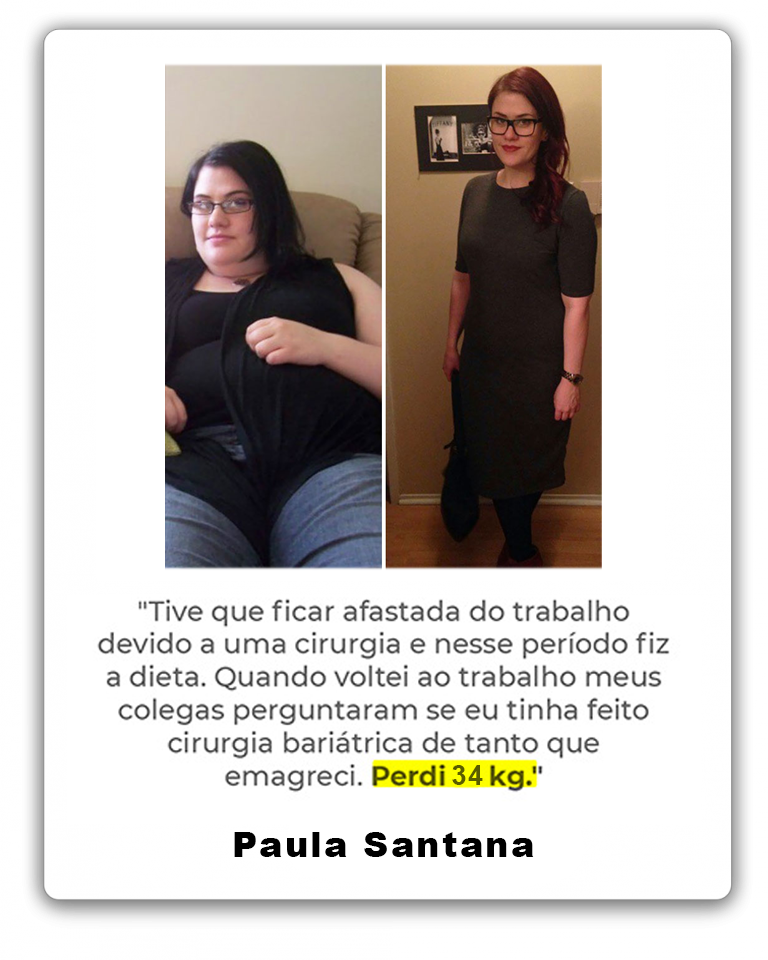 "Tive que ficar afastada do trabalho
devido a uma cirurgia e nesse período fiz
a dieta. Quando voltei ao trabalho meus
colegas perguntaram se eu tinha feito
cirurgia bariátrica de tanto que
emagreci. Perdi 34 kg."
Paula Santana